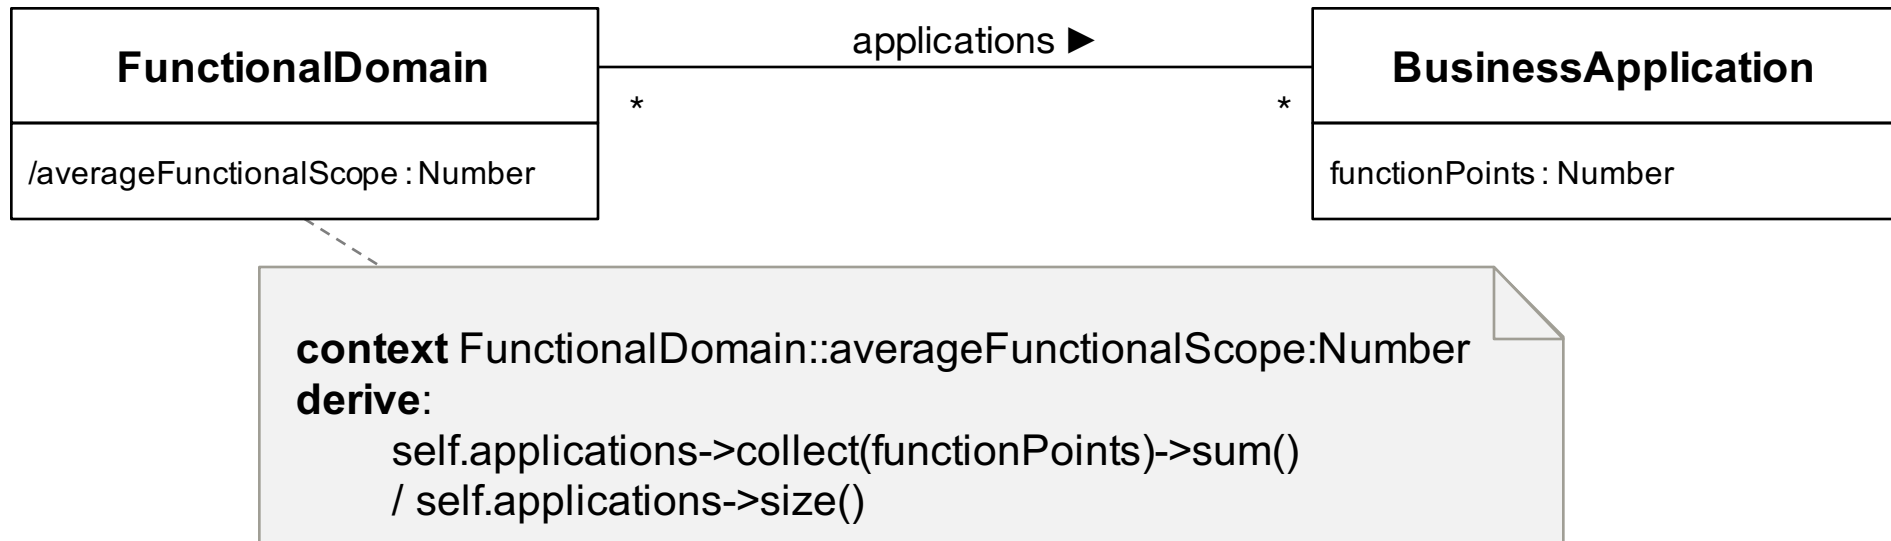 FunctionalDomain
applications ►
BusinessApplication
*
*
/averageFunctionalScope : Number
functionPoints : Number
context FunctionalDomain::averageFunctionalScope:Number
derive:
self.applications->collect(functionPoints)->sum()
/ self.applications->size()